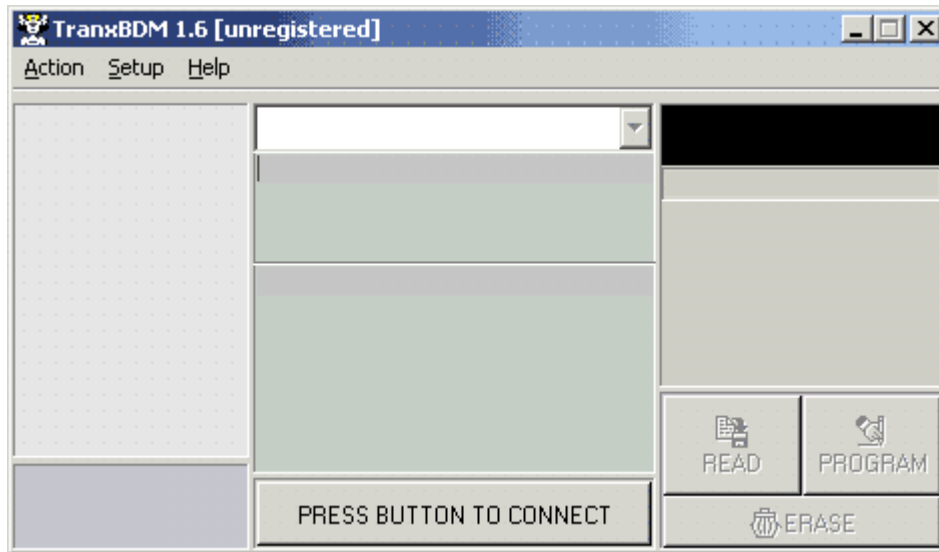 TranxBDM 1.6 [unregistered]
Action Setup Help
READ PROGRAM
PRESS BUTTON TO CONNECT
ERASE